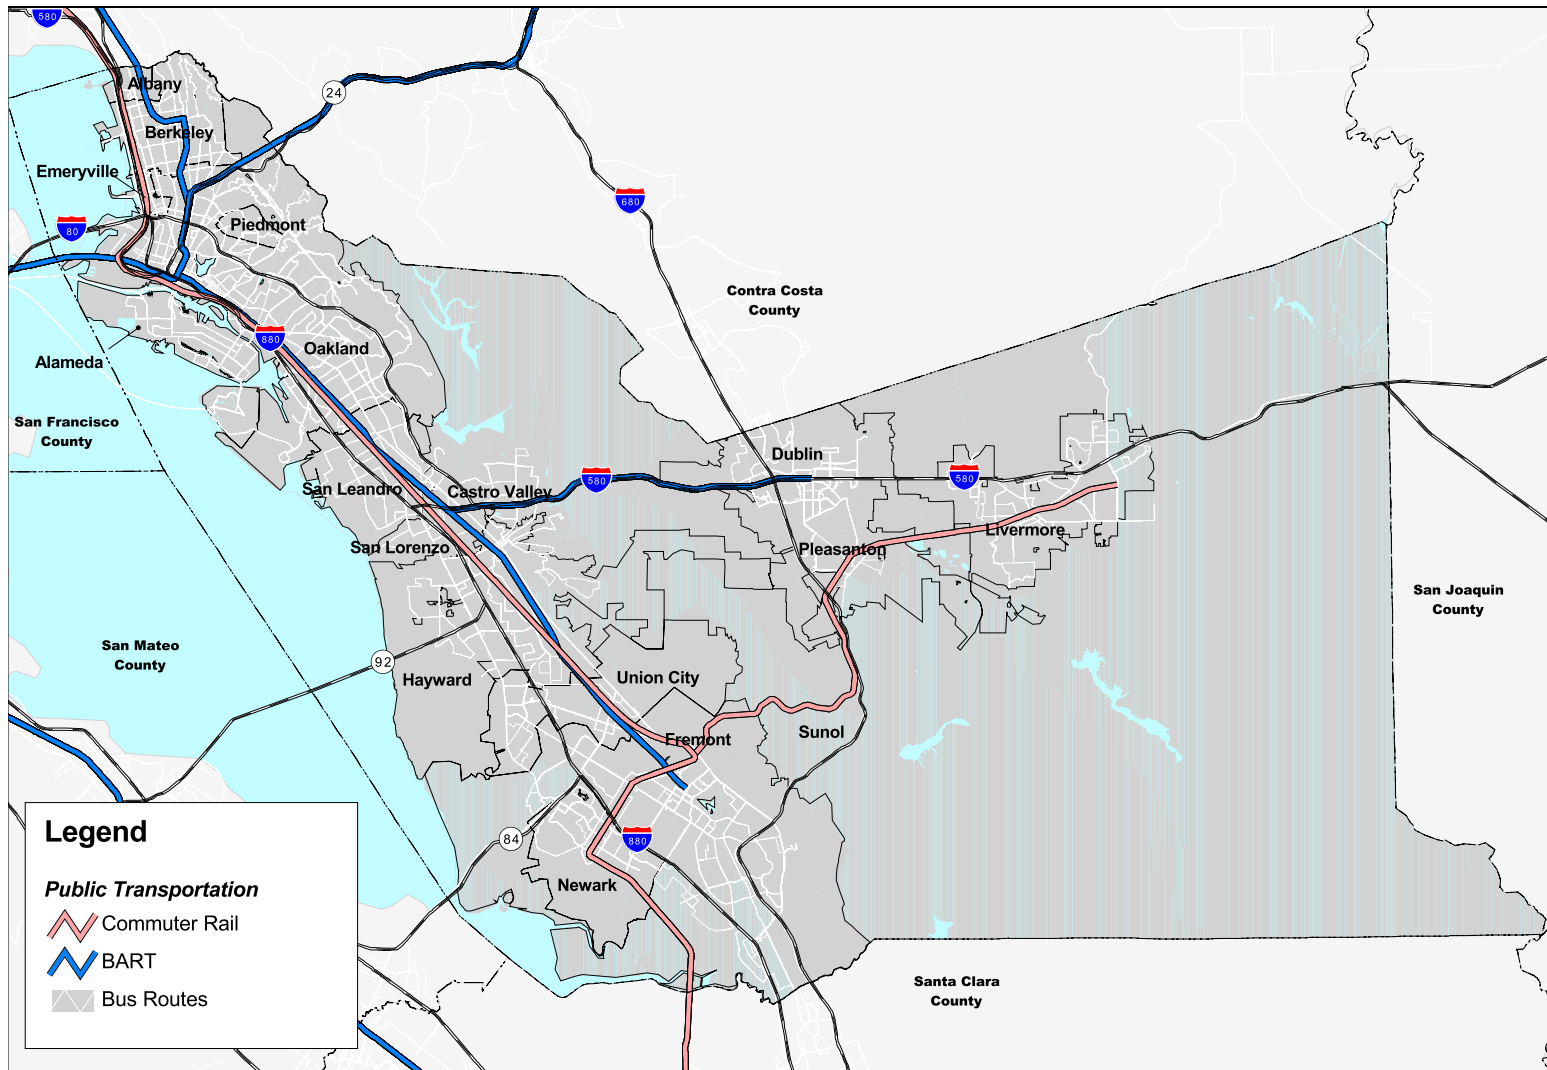 580
Albany
24
Berkeley
Emeryville
680
80
Piedmont
Contra Costa
County
880
Oakland
Alameda
San Francisco
County
Dublin
580
580
San Leandro
Castro Valley
Livermore
San Lorenzo
Pleasanton
San Joaquin
County
San Mateo
County
92
Hayward
Union City
Sunol
Fremont
84
880
Newark
Santa Clara
County
Legend
Public Transportation
Commuter Rail
BART
Bus Routes